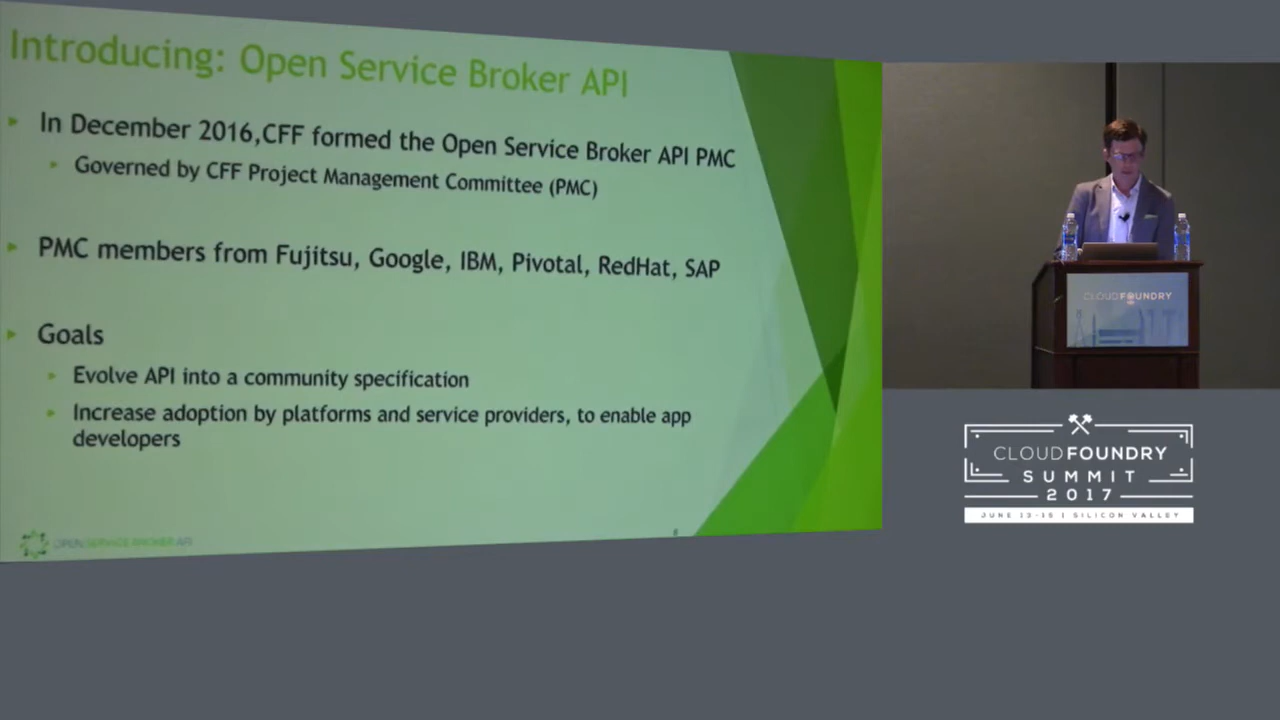 Introducing: Open Service Broker API
In December 2016,CFF formed the Open Service Broker API PMC
Governed by CFF Project Management Committee (PMC)
PMC members from Fujitsu, Google, IBM, Pivotal, RedHat, SAP
Goals
Evolve API into a community specification
Increase adoption by platforms and service providers, to enable app
developers
OPEN SERVICE BROKER API
CLOUDFOUNDRY
CLOUDFOUNDRY
SUMMIT
2017
JUNE 13-15 | SILICON VALLEY